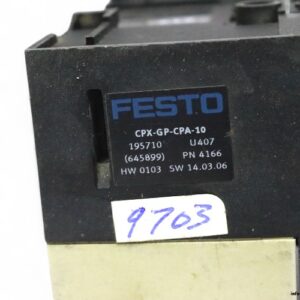 FESTO
CPX-GP-CPA-10
195710 U407
(645899) PN 4166
HW 0103 SW 14.03.06
9703